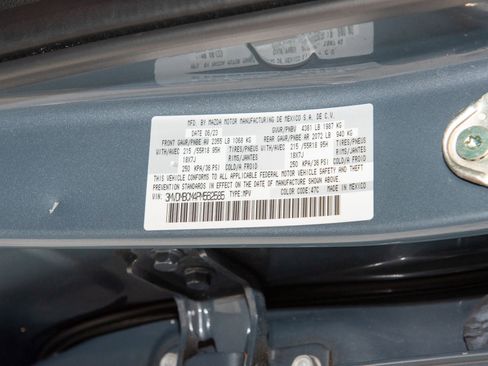 MFD. BY MAZDA MOTOR MANUFACTURING DE MEXICO S.A. DE C.V.
DATE 06/23 GVWR/PNBV 4381 LB 1987 KG
FRONT GAWR/PNBE AV 2355 LB 1068 KG REAR GAWR/PNBE AR 2072 LB 940 KG
WITH/AVEC 215/55R18 95H TIRES/PNEUS WITH/AVEC 215/55R18 95H TIRES/PNEUS
18X7J RIMS/JANTES 18X7J RIMS/JANTES
250 KPA/36 PSI COLD/A FROID 250 KPA/36 PSI COLD/A FROID
THIS VEHICLE CONFORMS TO ALL APPLICABLE FEDERAL MOTOR VEHICLE SAFETY AND THEFT
PREVENTION STANDARDS IN EFFECT ON THE DATE OF MANUFACTURE SHOWN ABOVE.
MADE IN MEXICO
VIN: TYPE: MPV COLOR CODE: 47C